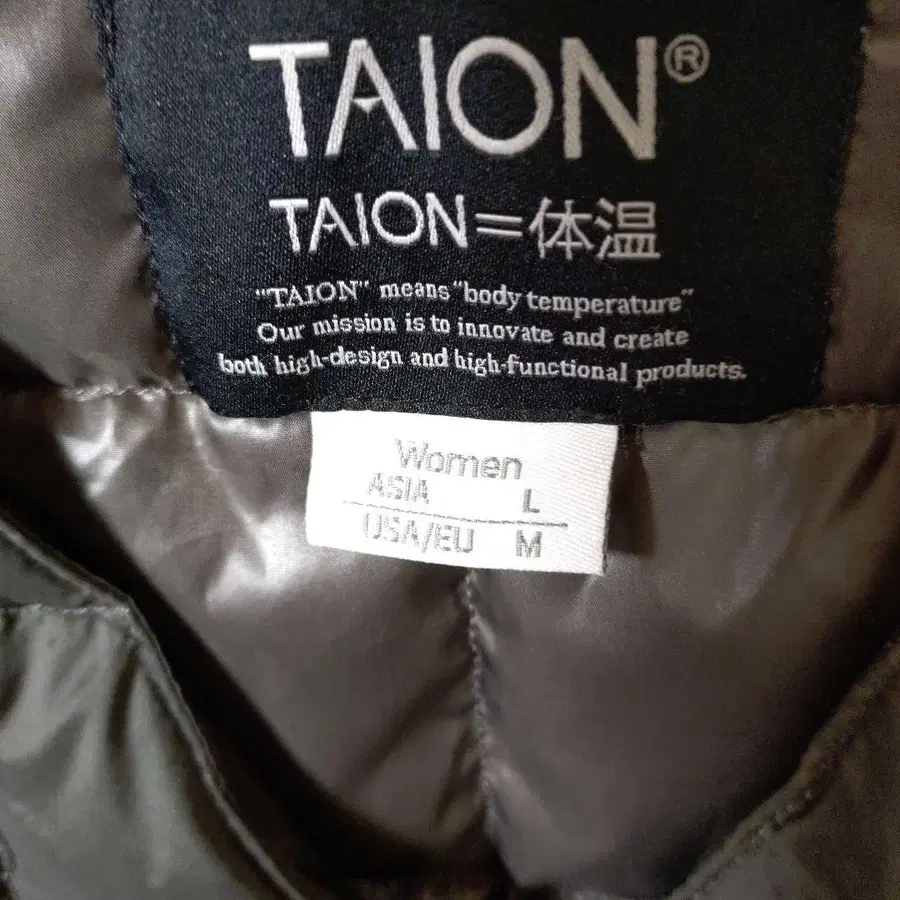 TAION®
TAION=体温
"TAION" means "body temperature"
Our mission is to innovate and create
both high-design and high-functional products.
Women
ASIA L
USA/EU M